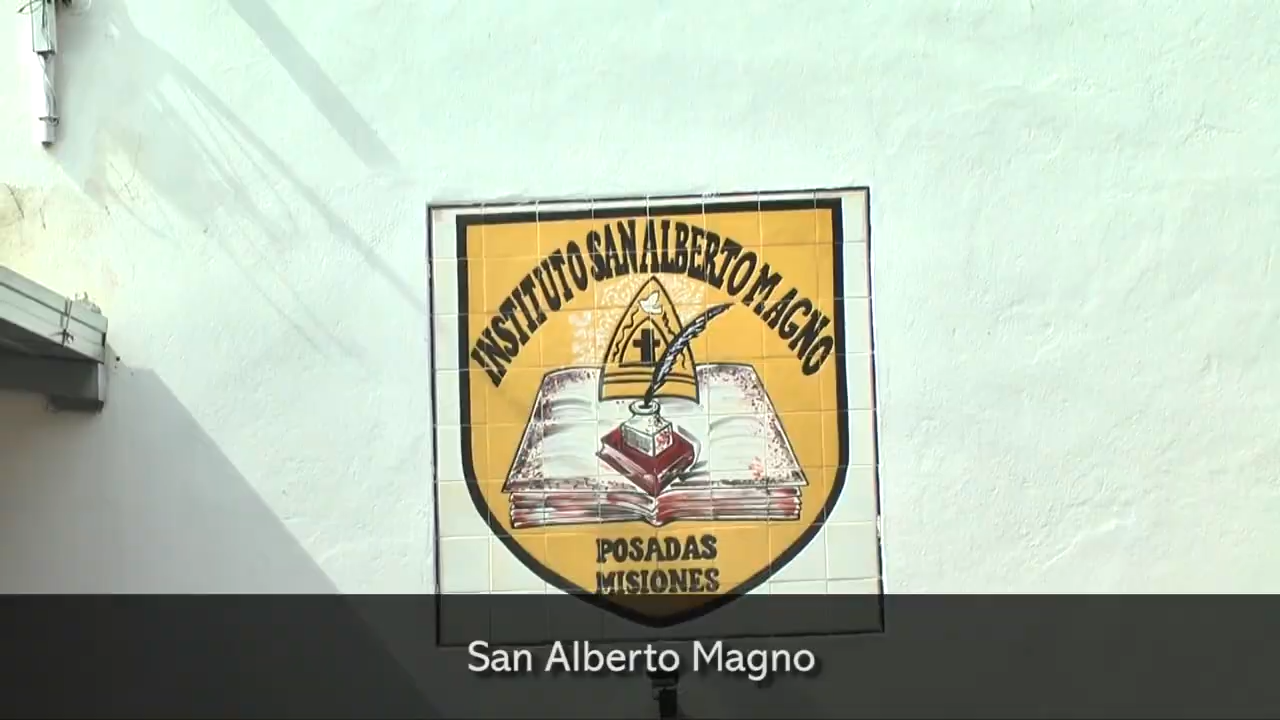 INSTITUTO SAN ALBERTO MAGNO
POSADAS
MISIONES
San Alberto Magno